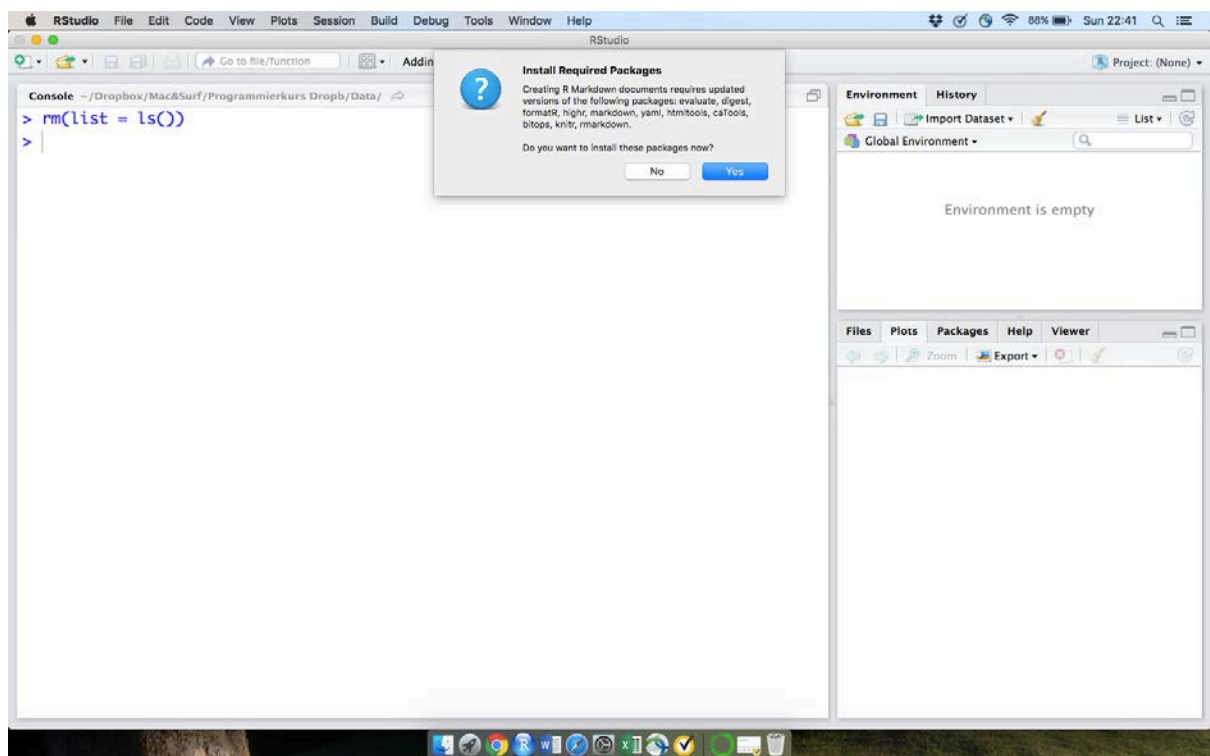 RStudio File Edit Code View Plots Session Build Debug Tools Window Help 88% Sun 22:41
RStudio
Go to file/function Addin Project: (None)
Install Required Packages
Creating R Markdown documents requires updated
versions of the following packages: evaluate, digest,
formatR, highr, markdown, yaml, htmltools, caTools,
bitops, knitr, rmarkdown.
Do you want to install these packages now?
No Yes
Console ~/Dropbox/Mac&Surf/Programmierkurs Dropb/Data/
> rm(list = ls())
>
Environment History
Import Dataset List
Global Environment
Environment is empty
Files Plots Packages Help Viewer
Zoom Export